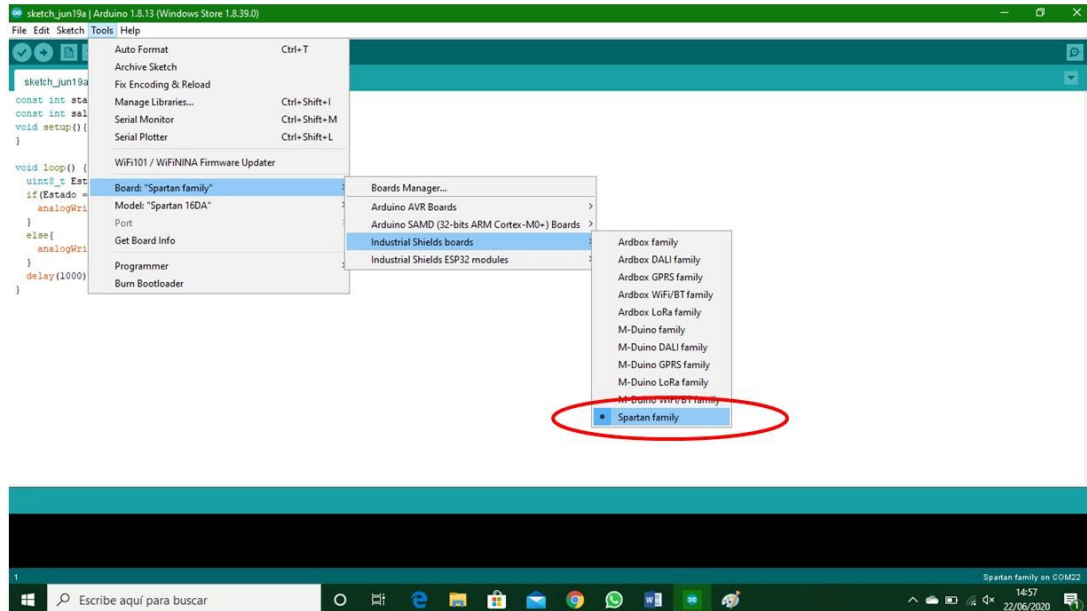 sketch_jun19a | Arduino 1.8.13 (Windows Store 1.8.39.0)
File Edit Sketch Tools Help
sketch_jun19a
const int sta
const int sal
void setup(){
}
void loop() {
uint8_t Est
if(Estado =
analogWri
}
else{
analogWri
}
delay(1000)
}
Auto Format Ctrl+T
Archive Sketch
Fix Encoding & Reload
Manage Libraries... Ctrl+Shift+I
Serial Monitor Ctrl+Shift+M
Serial Plotter Ctrl+Shift+L
WiFi101 / WiFiNINA Firmware Updater
Board: "Spartan family"
Model: "Spartan 16DA"
Port
Get Board Info
Programmer
Burn Bootloader
Boards Manager...
Arduino AVR Boards
Arduino SAMD (32-bits ARM Cortex-M0+) Boards
Industrial Shields boards
Industrial Shields ESP32 modules
Ardbox family
Ardbox DALI family
Ardbox GPRS family
Ardbox WiFi/BT family
Ardbox LoRa family
M-Duino family
M-Duino DALI family
M-Duino GPRS family
M-Duino LoRa family
M-Duino WiFi/BT family
Spartan family
1
Spartan family on COM22
Escribe aquí para buscar
14:57
22/06/2020